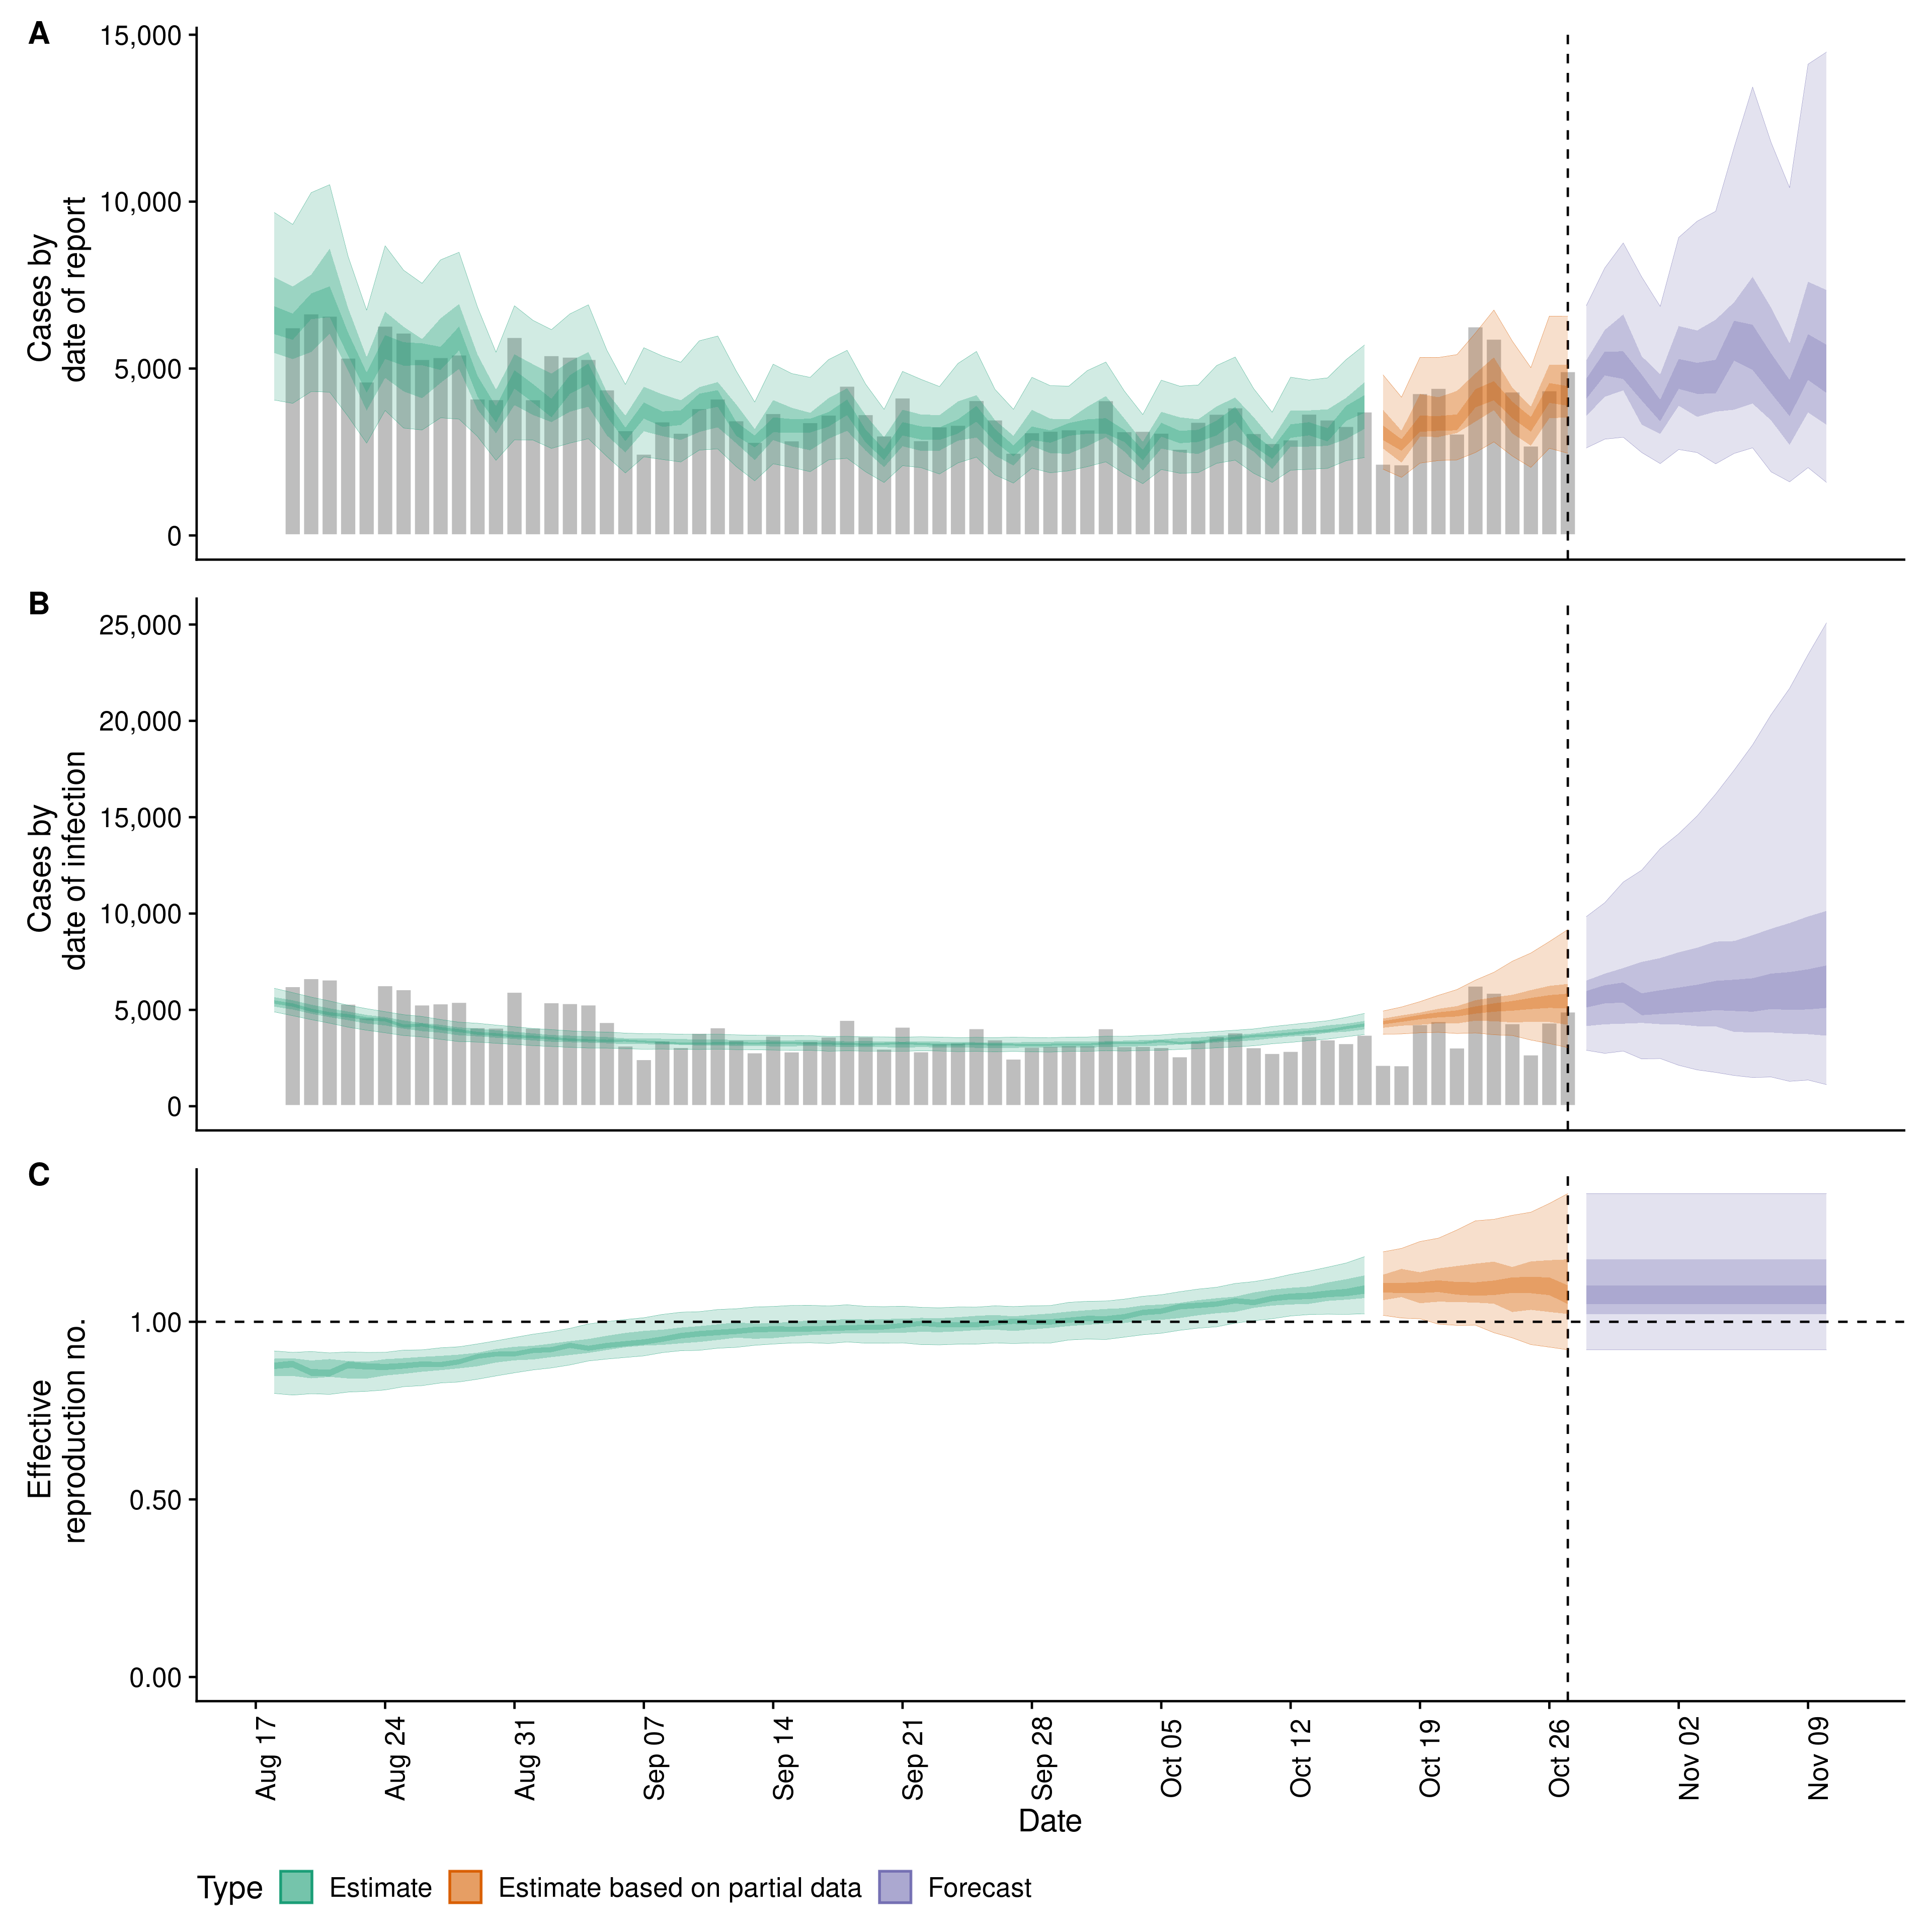 A
Cases by
date of report
15,000
10,000
5,000
0
B
Cases by
date of infection
25,000
20,000
15,000
10,000
5,000
0
C
Effective
reproduction no.
1.00
0.50
0.00
Aug 17
Aug 24
Aug 31
Sep 07
Sep 14
Sep 21
Sep 28
Oct 05
Oct 12
Oct 19
Oct 26
Nov 02
Nov 09
Date
Type Estimate Estimate based on partial data Forecast